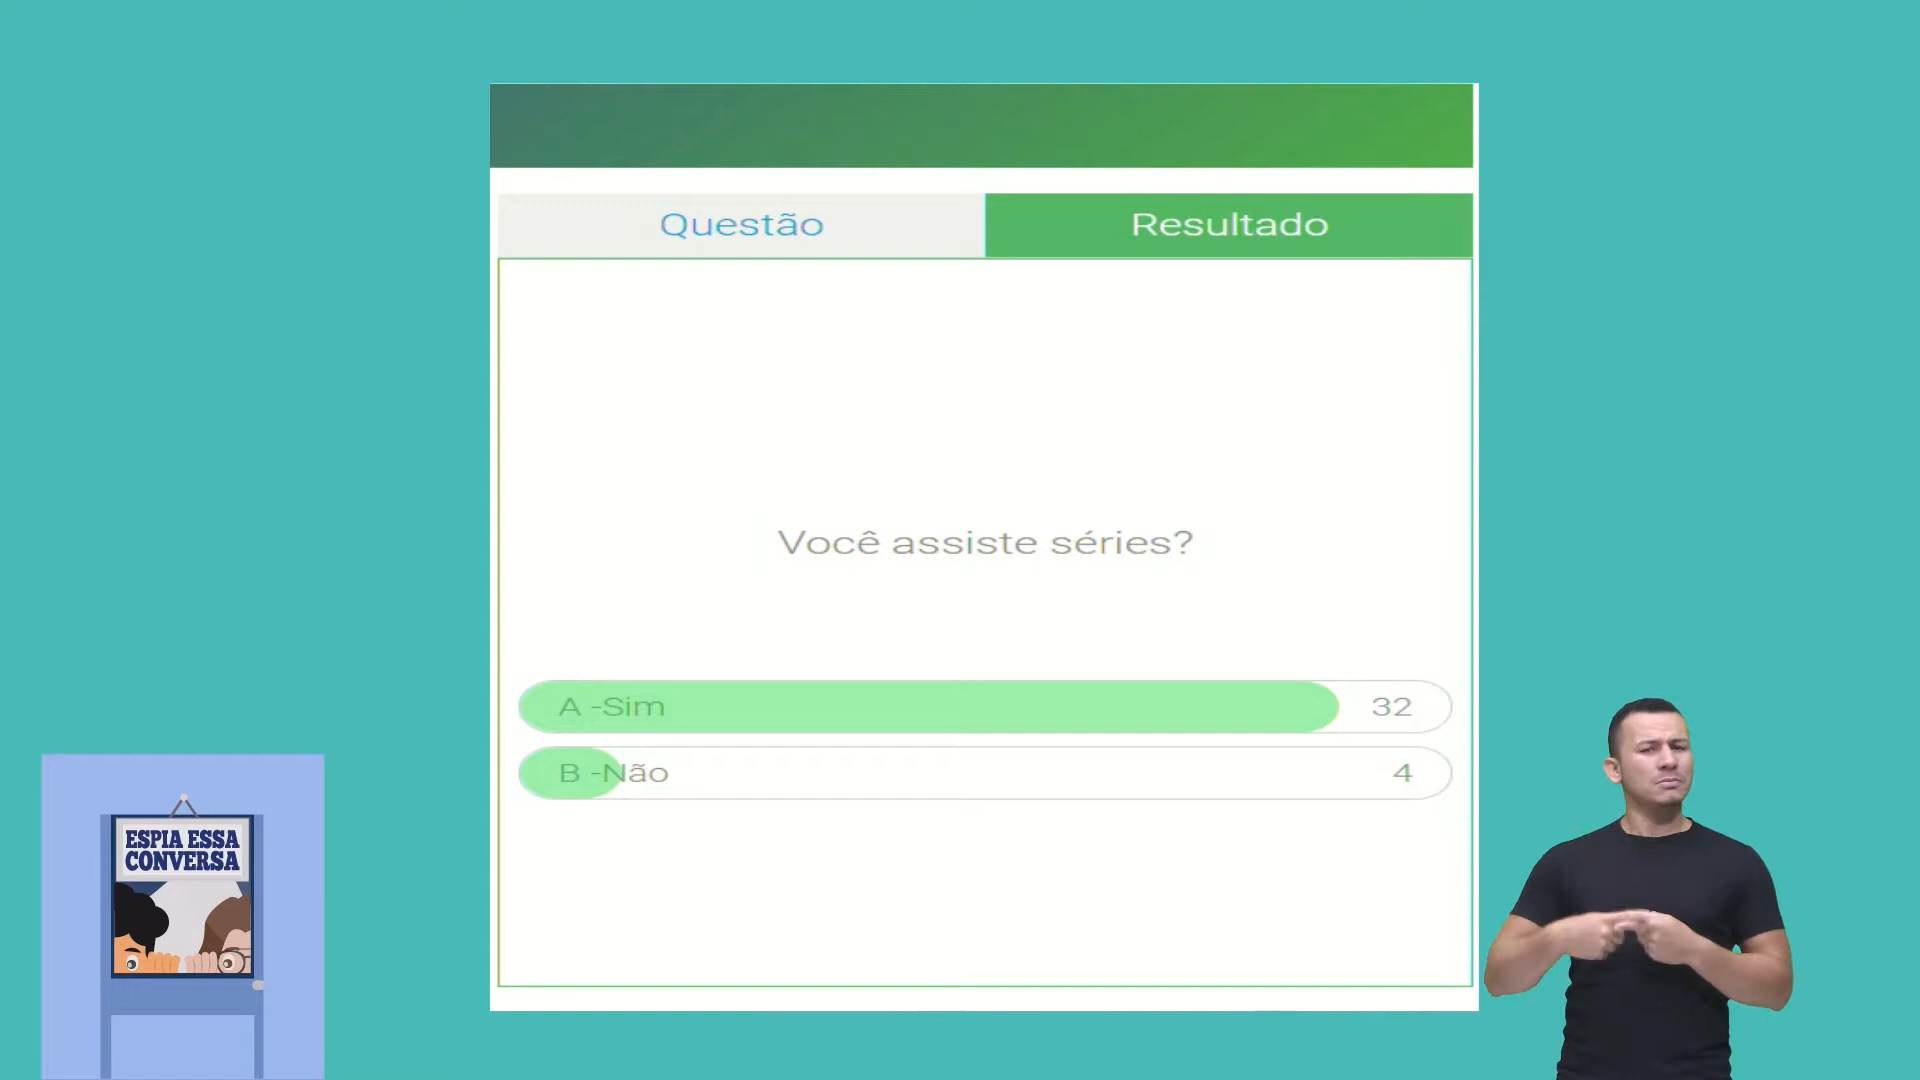 Questão
Resultado
Você assiste séries?
A -Sim
32
B -Não
4
ESPIA ESSA
CONVERSA